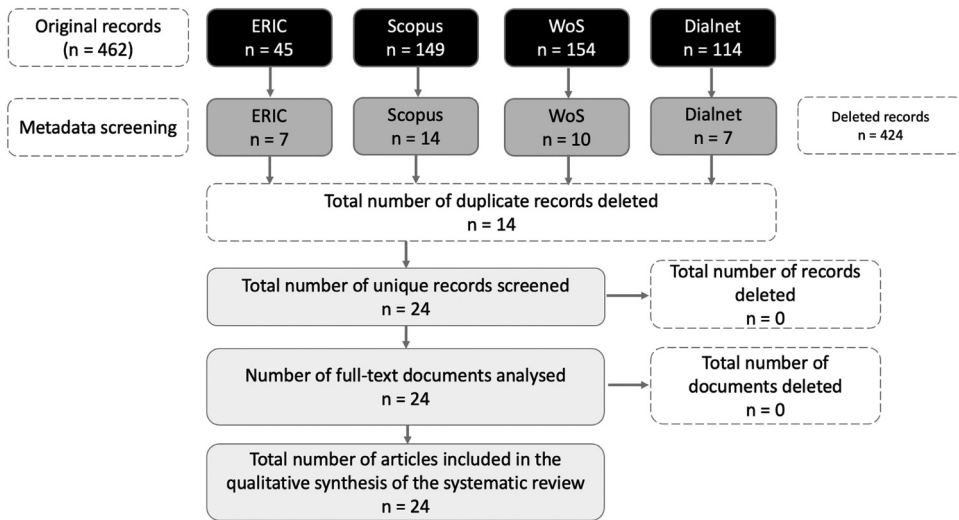 Original records
(n = 462)
ERIC
n = 45
Scopus
n = 149
WoS
n = 154
Dialnet
n = 114
Metadata screening
ERIC
n = 7
Scopus
n = 14
WoS
n = 10
Dialnet
n = 7
Deleted records
n = 424
Total number of duplicate records deleted
n = 14
Total number of unique records screened
n = 24
Total number of records
deleted
n = 0
Number of full-text documents analysed
n = 24
Total number of
documents deleted
n = 0
Total number of articles included in the
qualitative synthesis of the systematic review
n = 24